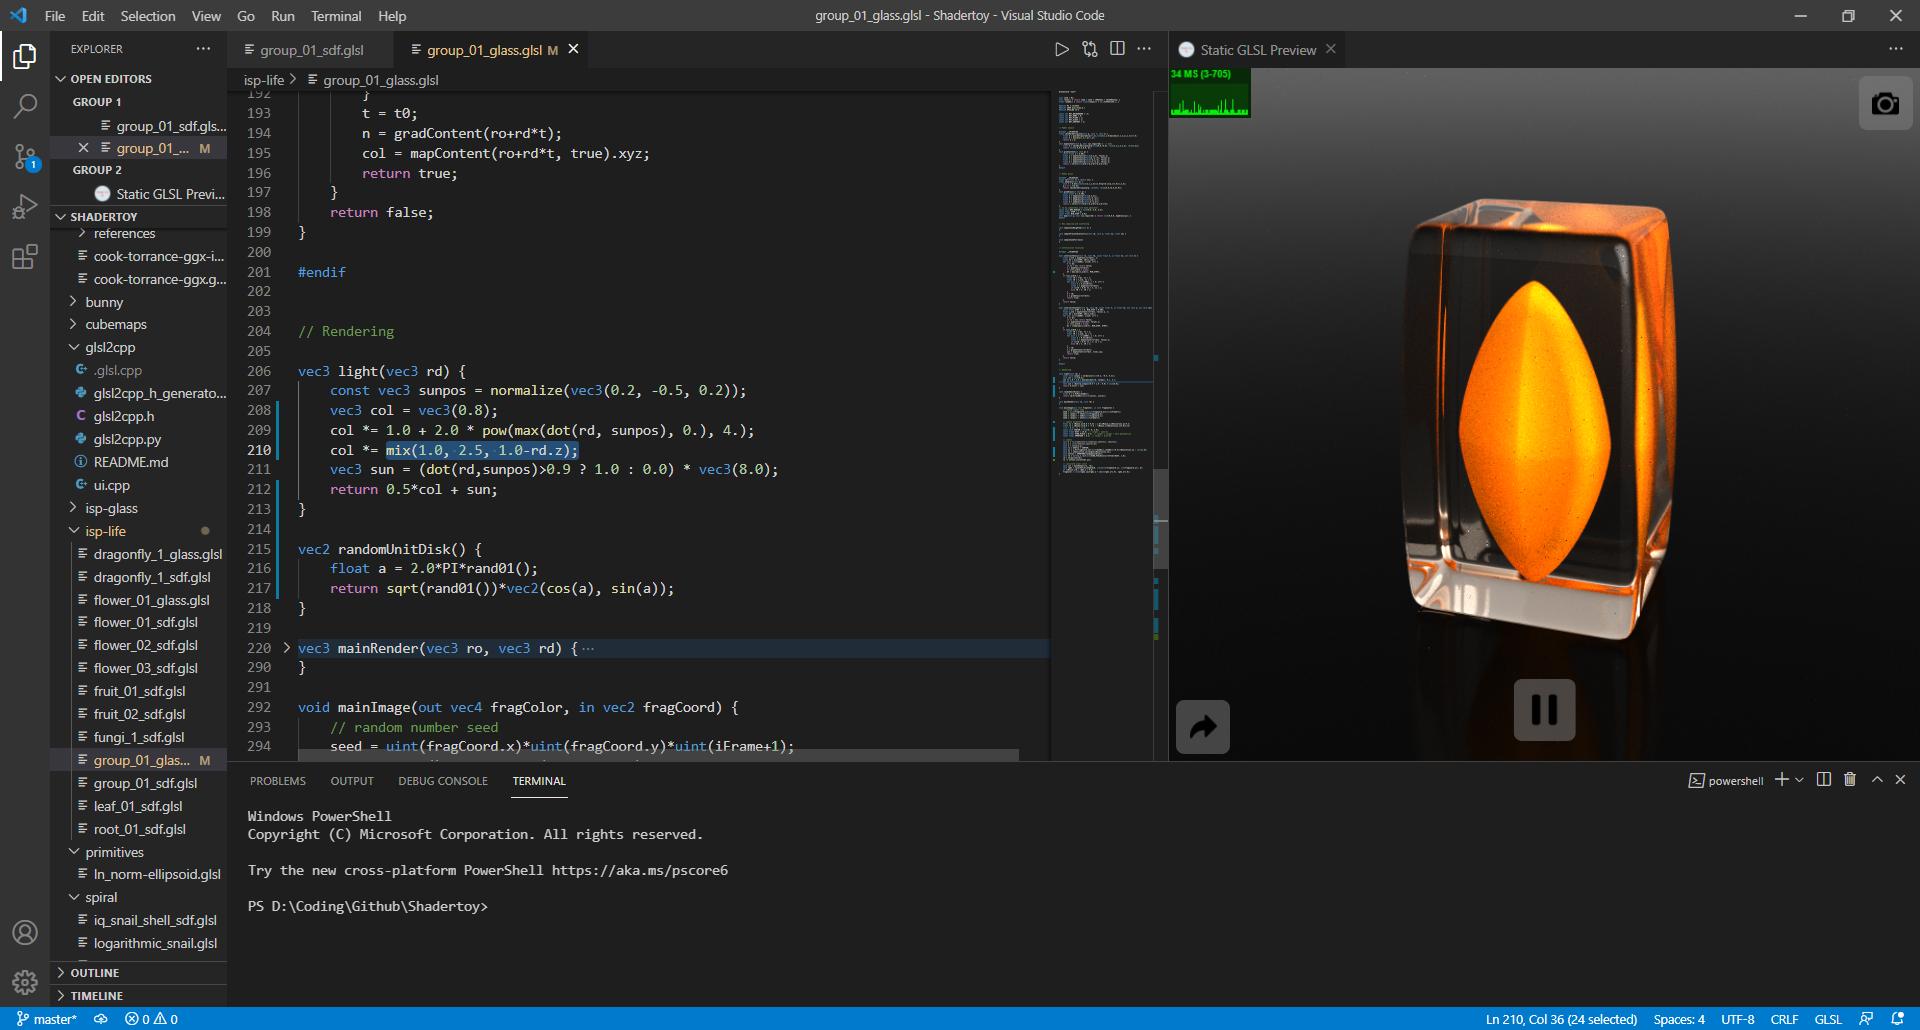 File Edit Selection View Go Run Terminal Help
group_01_glass.glsl - Shadertoy - Visual Studio Code
EXPLORER
OPEN EDITORS
GROUP 1
group_01_sdf.gls...
group_01_... M
GROUP 2
Static GLSL Previ...
SHADERTOY
references
cook-torrance-ggx-i...
cook-torrance-ggx.g...
bunny
cubemaps
glsl2cpp
.glsl.cpp
glsl2cpp_h_generato...
glsl2cpp.h
glsl2cpp.py
README.md
ui.cpp
isp-glass
isp-life
dragonfly_1_glass.glsl
dragonfly_1_sdf.glsl
flower_01_glass.glsl
flower_01_sdf.glsl
flower_02_sdf.glsl
flower_03_sdf.glsl
fruit_01_sdf.glsl
fruit_02_sdf.glsl
fungi_1_sdf.glsl
group_01_glas... M
group_01_sdf.glsl
leaf_01_sdf.glsl
root_01_sdf.glsl
primitives
ln_norm-ellipsoid.glsl
spiral
iq_snail_shell_sdf.glsl
logarithmic_snail.glsl
OUTLINE
TIMELINE
group_01_sdf.glsl
group_01_glass.glsl M
isp-life > group_01_glass.glsl
192 }
193 t = t0;
194 n = gradContent(ro+rd*t);
195 col = mapContent(ro+rd*t, true).xyz;
196 return true;
197 }
198 return false;
199 }
200
201 #endif
202
203
204 // Rendering
205
206 vec3 light(vec3 rd) {
207 const vec3 sunpos = normalize(vec3(0.2, -0.5, 0.2));
208 vec3 col = vec3(0.8);
209 col *= 1.0 + 2.0 * pow(max(dot(rd, sunpos), 0.), 4.);
210 col *= mix(1.0, 2.5, 1.0-rd.z);
211 vec3 sun = (dot(rd,sunpos)>0.9 ? 1.0 : 0.0) * vec3(8.0);
212 return 0.5*col + sun;
213 }
214
215 vec2 randomUnitDisk() {
216 float a = 2.0*PI*rand01();
217 return sqrt(rand01())*vec2(cos(a), sin(a));
218 }
219
220 vec3 mainRender(vec3 ro, vec3 rd) {...
290 }
291
292 void mainImage(out vec4 fragColor, in vec2 fragCoord) {
293 // random number seed
294 seed = uint(fragCoord.x)*uint(fragCoord.y)*uint(iFrame+1);
Static GLSL Preview
34 MS (3-705)
PROBLEMS OUTPUT DEBUG CONSOLE TERMINAL
powershell
Windows PowerShell
Copyright (C) Microsoft Corporation. All rights reserved.
Try the new cross-platform PowerShell https://aka.ms/pscore6
PS D:\Coding\Github\Shadertoy>
master* 0 0
Ln 210, Col 36 (24 selected) Spaces: 4 UTF-8 CRLF GLSL
1